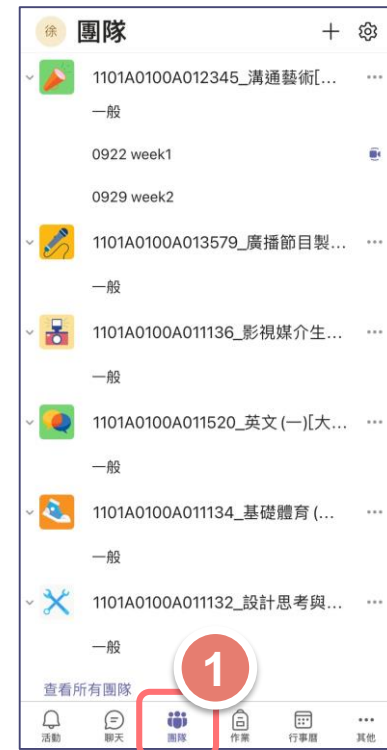 徐 團隊
1101A0100A012345_溝通藝術[...
一般
0922 week1
0929 week2
1101A0100A013579_廣播節目製...
一般
1101A0100A011136_影視媒介生...
一般
1101A0100A011520_英文(一)[大...
一般
1101A0100A011134_基礎體育(...
一般
1101A0100A011132_設計思考與...
一般
查看所有團隊
1
活動 聊天 團隊 作業 行事曆 其他